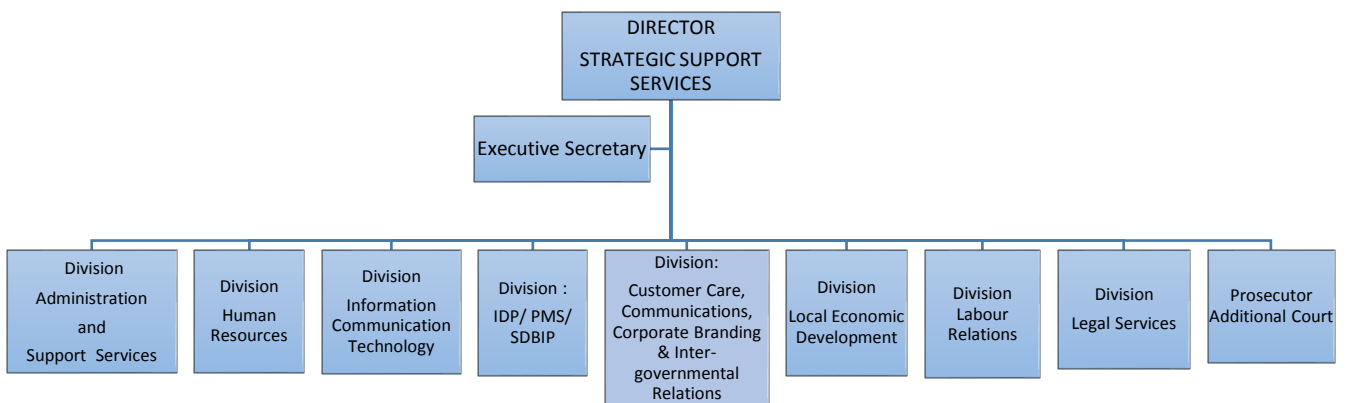 DIRECTOR
STRATEGIC SUPPORT
SERVICES
Executive Secretary
Division
Administration
and
Support Services
Division
Human
Resources
Division
Information
Communication
Technology
Division :
IDP/ PMS/
SDBIP
Division:
Customer Care,
Communications,
Corporate Branding
& Inter-
governmental
Relations
Division
Local Economic
Development
Division
Labour
Relations
Division
Legal Services
Prosecutor
Additional Court